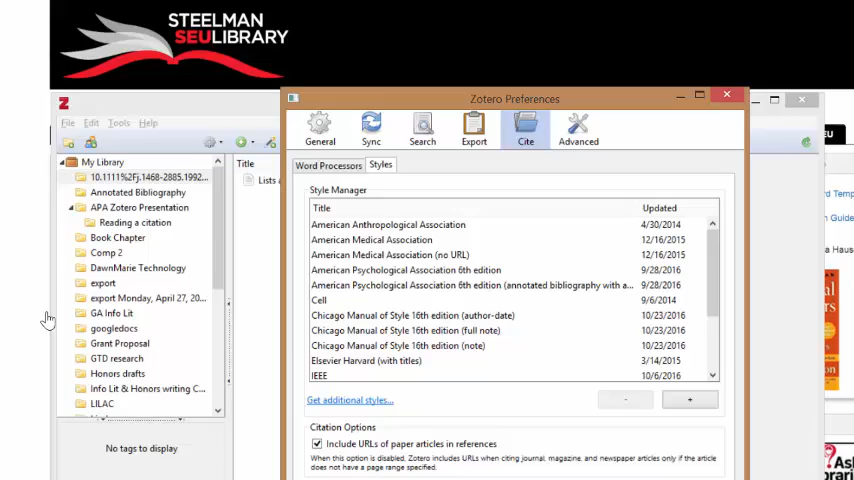 STEELMAN
SEULIBRARY
Zotero Preferences
File Edit Tools Help
General Sync Search Export Cite Advanced
My Library
10.1111%2Fj.1468-2885.1992...
Annotated Bibliography
APA Zotero Presentation
Reading a citation
Book Chapter
Comp 2
DawnMarie Technology
export
export Monday, April 27, 20...
GA Info Lit
googledocs
Grant Proposal
GTD research
Honors drafts
Info Lit & Honors writing C...
LILAC
No tags to display
Title
Lists a
Word Processors Styles
Style Manager
Title Updated
American Anthropological Association 4/30/2014
American Medical Association 12/16/2015
American Medical Association (no URL) 12/16/2015
American Psychological Association 6th edition 9/28/2016
American Psychological Association 6th edition (annotated bibliography with a... 9/28/2016
Cell 9/6/2014
Chicago Manual of Style 16th edition (author-date) 10/23/2016
Chicago Manual of Style 16th edition (full note) 10/23/2016
Chicago Manual of Style 16th edition (note) 10/23/2016
Elsevier Harvard (with titles) 3/14/2015
IEEE 10/6/2016
Get additional styles... - +
Citation Options
Include URLs of paper articles in references
When this option is disabled, Zotero includes URLs when citing journal, magazine, and newspaper articles only if the article
does not have a page range specified.
EU
rd Temp
Guide
a Haus